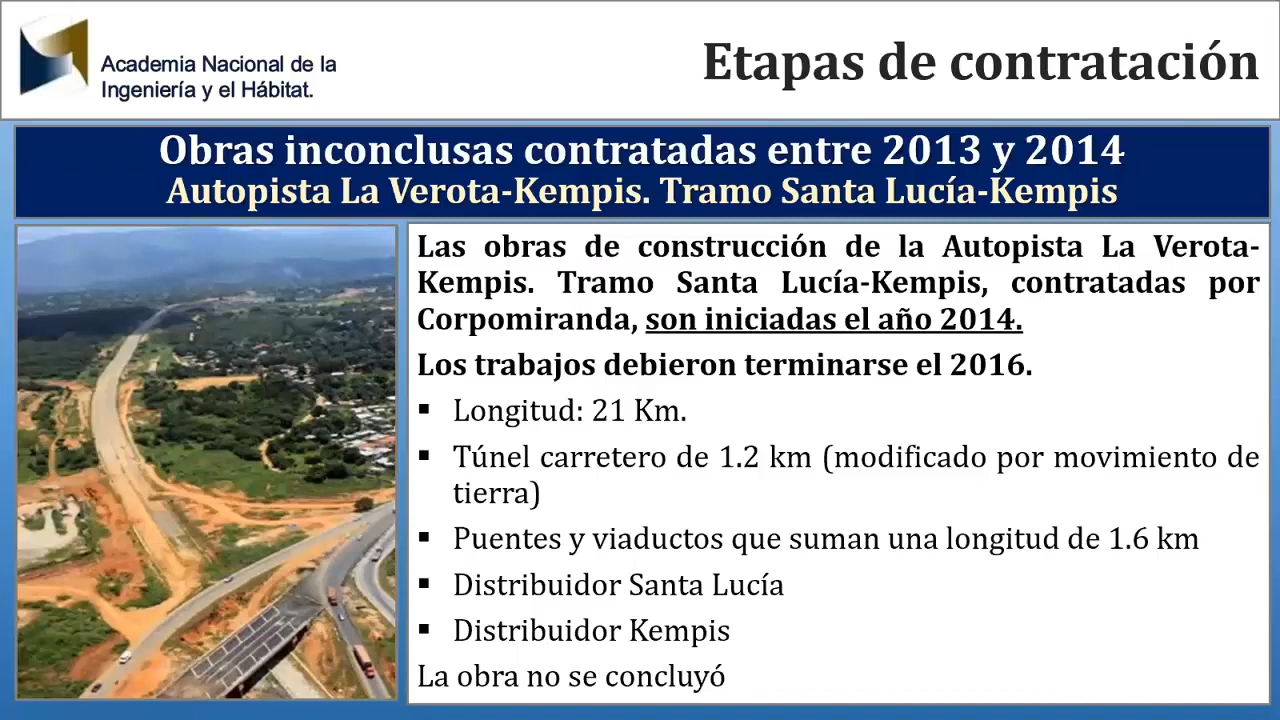 Academia Nacional de la
Ingeniería y el Hábitat.
Etapas de contratación
Obras inconclusas contratadas entre 2013 y 2014
Autopista La Verota-Kempis. Tramo Santa Lucía-Kempis
Las obras de construcción de la Autopista La Verota-
Kempis. Tramo Santa Lucía-Kempis, contratadas por
Corpomiranda, son iniciadas el año 2014.
Los trabajos debieron terminarse el 2016.
▪ Longitud: 21 Km.
▪ Túnel carretero de 1.2 km (modificado por movimiento de
tierra)
▪ Puentes y viaductos que suman una longitud de 1.6 km
▪ Distribuidor Santa Lucía
▪ Distribuidor Kempis
La obra no se concluyó